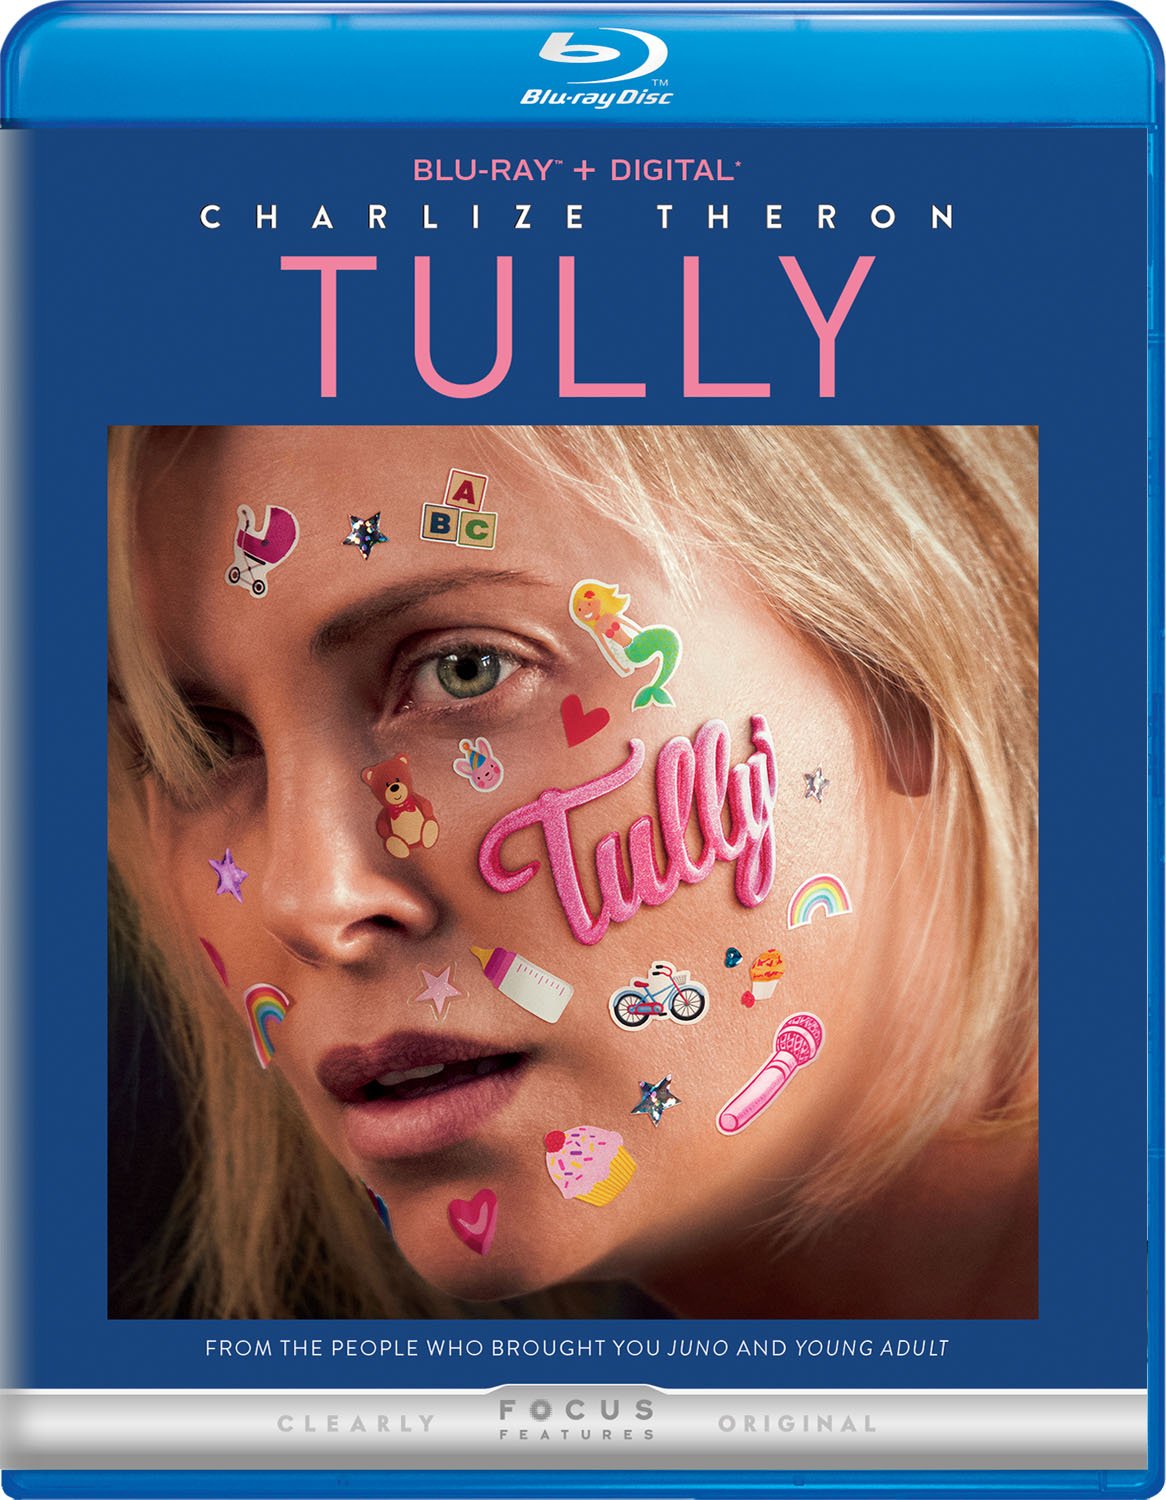 Blu-ray Disc™
BLU-RAY™ + DIGITAL*
CHARLIZE THERON
TULLY
A
B C
Tully
FROM THE PEOPLE WHO BROUGHT YOU JUNO AND YOUNG ADULT
CLEARLY FOCUS FEATURES ORIGINAL